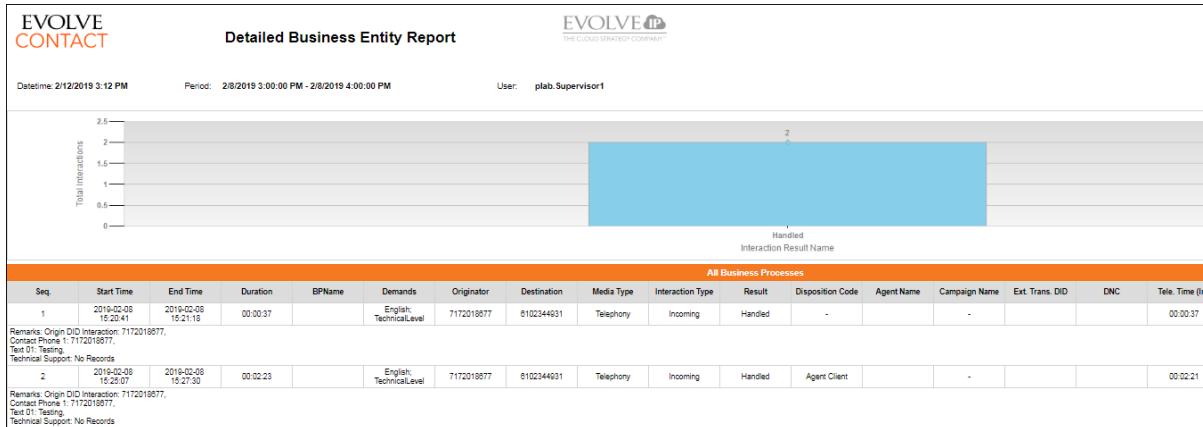 EVOLVE
CONTACT
Detailed Business Entity Report
EVOLVE IP
THE CLOUD STRATEGY COMPANY™
Datetime: 2/12/2019 3:12 PM Period: 2/8/2019 3:00:00 PM - 2/8/2019 4:00:00 PM User: plab.Supervisor1
2.5
2
1.5
1
0.5
0
Total Interactions
2
Handled
Interaction Result Name
All Business Processes
Seq. Start Time End Time Duration BPName Demands Originator Destination Media Type Interaction Type Result Disposition Code Agent Name Campaign Name Ext. Trans. DID DNC Tele. Time (In
1 2019-02-08 15:20:41 2019-02-08 15:21:18 00:00:37 English; TechnicalLevel 7172018677 6102344931 Telephony Incoming Handled - - 00:00:37
Remarks: Origin DID Interaction: 7172018677,
Contact Phone 1: 7172018677,
Text 01: Testing,
Technical Support: No Records
2 2019-02-08 15:25:07 2019-02-08 15:27:30 00:02:23 English; TechnicalLevel 7172018677 6102344931 Telephony Incoming Handled Agent Client - 00:02:21
Remarks: Origin DID Interaction: 7172018677,
Contact Phone 1: 7172018677,
Text 01: Testing,
Technical Support: No Records